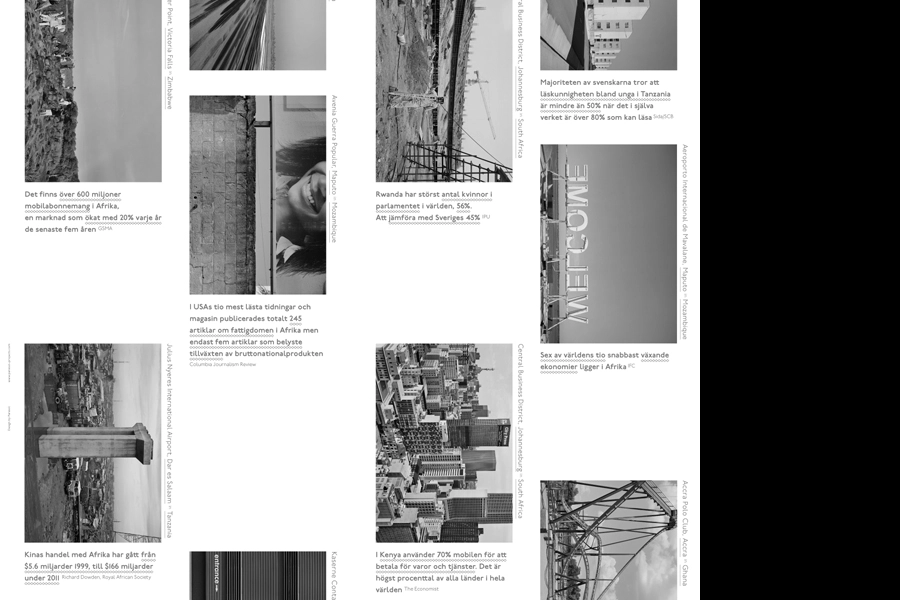 ger Point, Victoria Falls – Zimbabwe
Det finns över 600 miljoner
mobilabonnemang i Afrika,
en marknad som ökat med 20% varje år
de senaste fem åren GSMA
Julius Nyeres International Airport, Dar es Salaam – Tanzania
Kinas handel med Afrika har gått från
$5.6 miljarder 1999, till $166 miljarder
under 2011 Richard Dowden, Royal African Society
Avenia Guerra Popular, Maputo – Mozambique
I USAs tio mest lästa tidningar och
magasin publicerades totalt 245
artiklar om fattigdomen i Afrika men
endast fem artiklar som belyste
tillväxten av bruttonationalprodukten
Columbia Journalism Review
entrance
Kaserne Conta
al Business District, Johannesburg – South Africa
Rwanda har störst antal kvinnor i
parlamentet i världen, 56%.
Att jämföra med Sveriges 45% IPU
Central Business District, Johannesburg – South Africa
I Kenya använder 70% mobilen för att
betala för varor och tjänster. Det är
högst procenttal av alla länder i hela
världen The Economist
Majoriteten av svenskarna tror att
läskunnigheten bland unga i Tanzania
är mindre än 50% när det i själva
verket är över 80% som kan läsa Sida/SCB
WELCOME
Aeroporto Internacional de Mavalane, Maputo – Mozambique
Sex av världens tio snabbast växande
ekonomier ligger i Afrika IPC
Accra Polo Club, Accra – Ghana